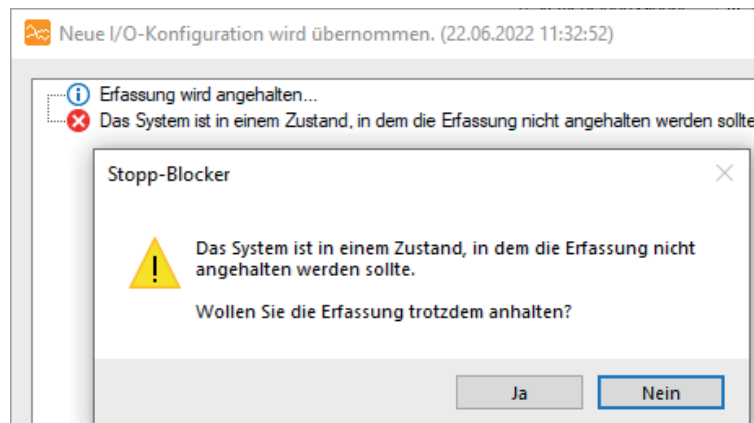 Neue I/O-Konfiguration wird übernommen. (22.06.2022 11:32:52)
Erfassung wird angehalten...
Das System ist in einem Zustand, in dem die Erfassung nicht angehalten werden sollte
Stopp-Blocker
Das System ist in einem Zustand, in dem die Erfassung nicht
angehalten werden sollte.
Wollen Sie die Erfassung trotzdem anhalten?
Ja
Nein